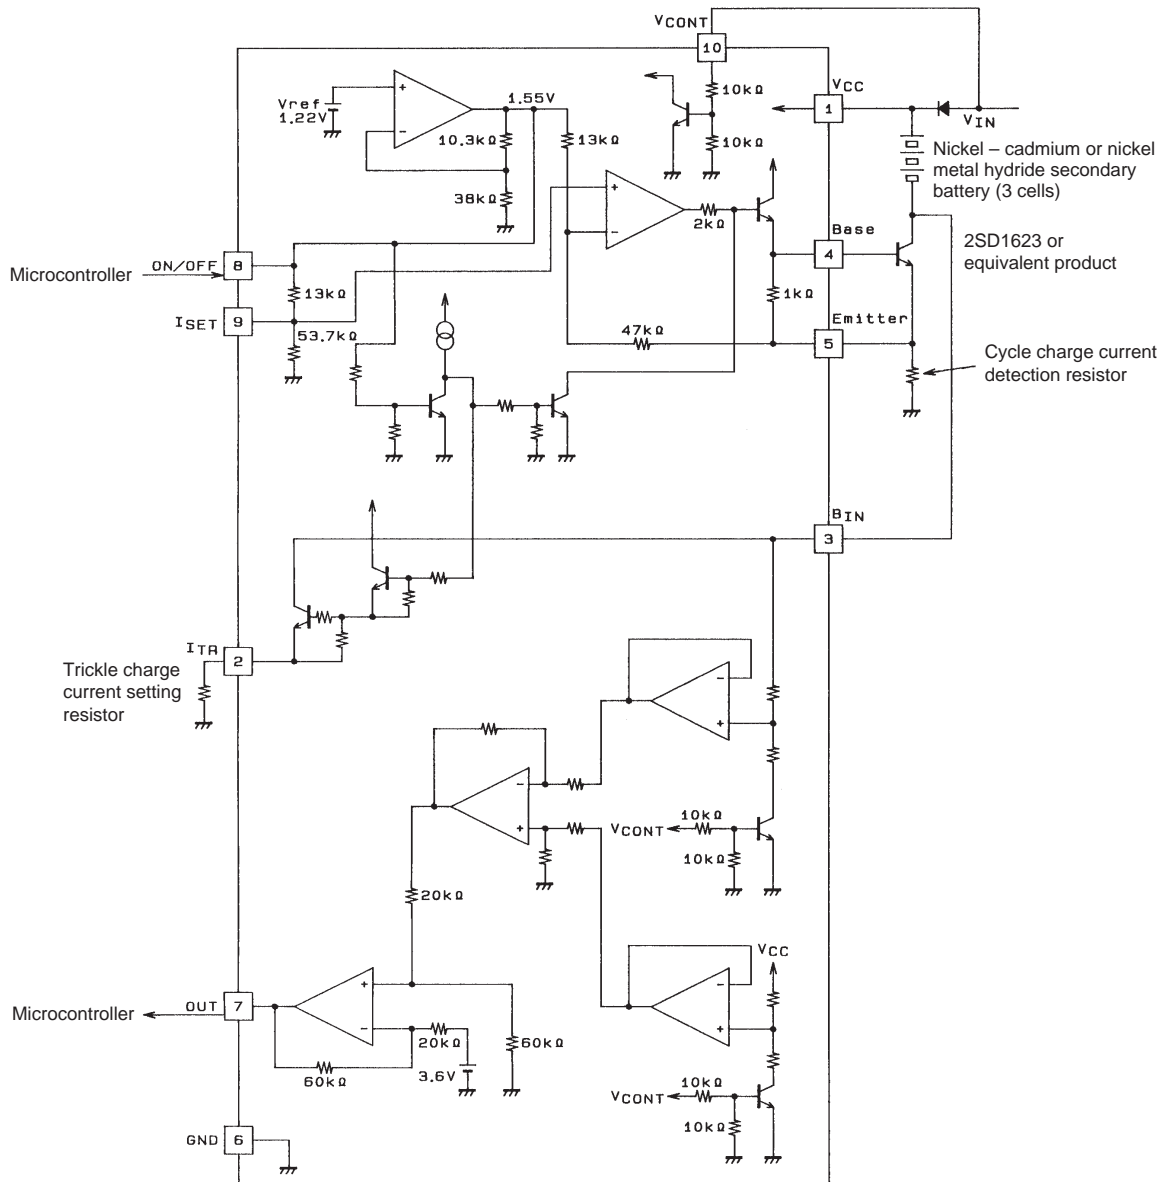 VCONT
10
VCC
1
VIN
Vref
1.22V
+
-
1.55V
10.3kΩ
38kΩ
13kΩ
10kΩ
10kΩ
Nickel – cadmium or nickel
metal hydride secondary
battery (3 cells)
+
-
2kΩ
Base
4
2SD1623 or
equivalent product
Microcontroller
ON/OFF
8
13kΩ
1kΩ
ISET
9
53.7kΩ
47kΩ
Emitter
5
Cycle charge current
detection resistor
BIN
3
ITR
2
Trickle charge
current setting
resistor
-
+
-
+
VCONT
10kΩ
10kΩ
20kΩ
VCC
-
+
Microcontroller
OUT
7
+
-
20kΩ
3.6V
60kΩ
60kΩ
VCONT
10kΩ
10kΩ
GND
6